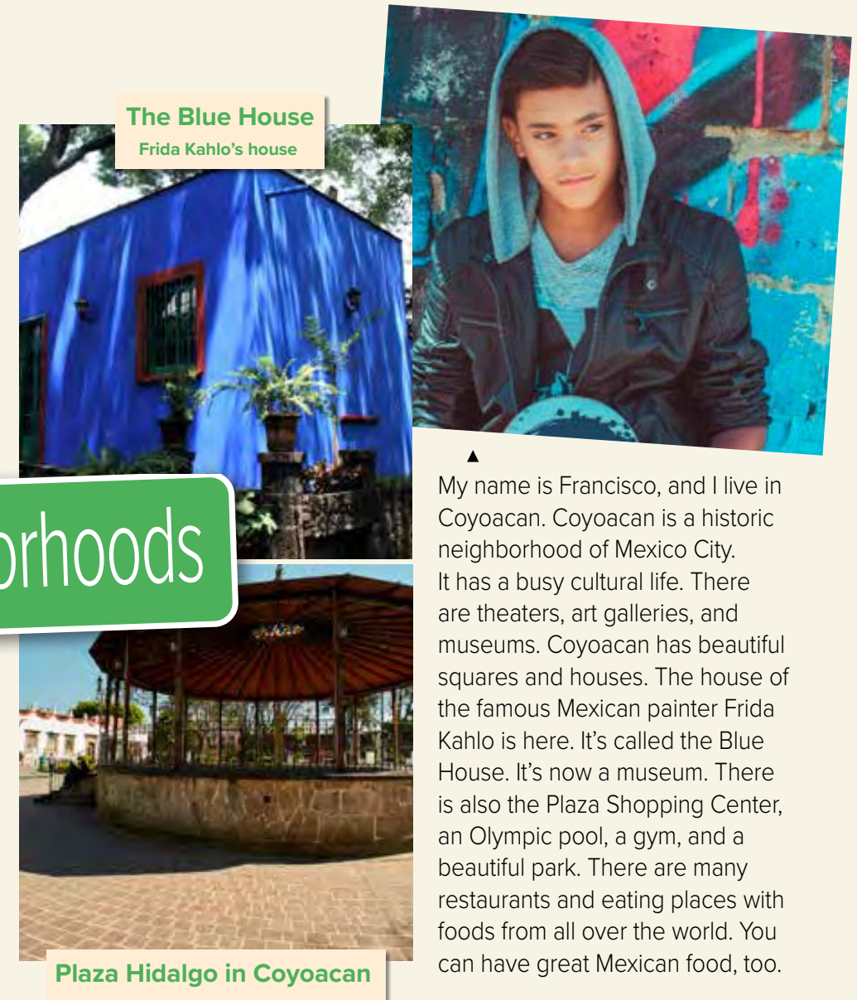 The Blue House
Frida Kahlo's house
orhoods
Plaza Hidalgo in Coyoacan
▲
My name is Francisco, and I live in
Coyoacan. Coyoacan is a historic
neighborhood of Mexico City.
It has a busy cultural life. There
are theaters, art galleries, and
museums. Coyoacan has beautiful
squares and houses. The house of
the famous Mexican painter Frida
Kahlo is here. It's called the Blue
House. It's now a museum. There
is also the Plaza Shopping Center,
an Olympic pool, a gym, and a
beautiful park. There are many
restaurants and eating places with
foods from all over the world. You
can have great Mexican food, too.